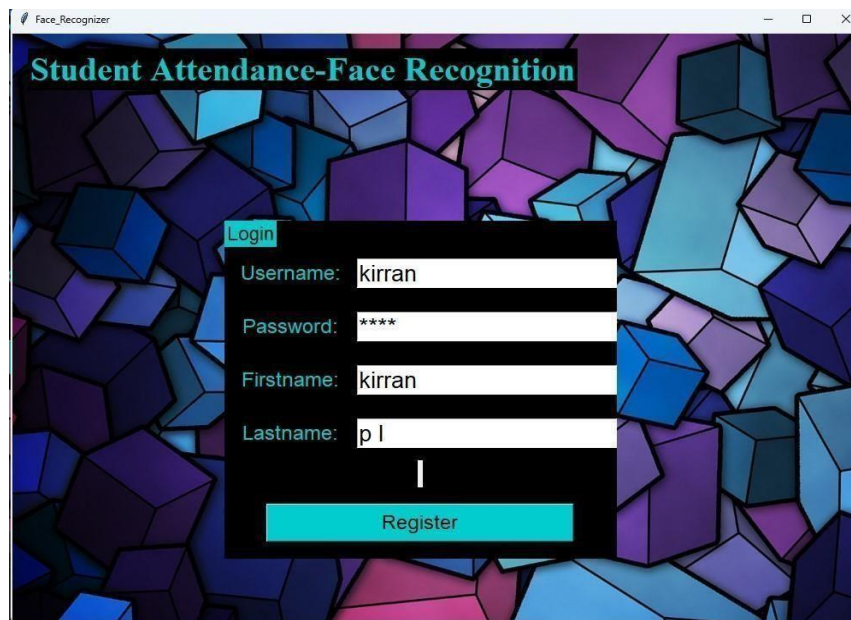 Face_Recognizer
Student Attendance-Face Recognition
Login
Username: kirran
Password: ****
Firstname: kirran
Lastname: p l
Register